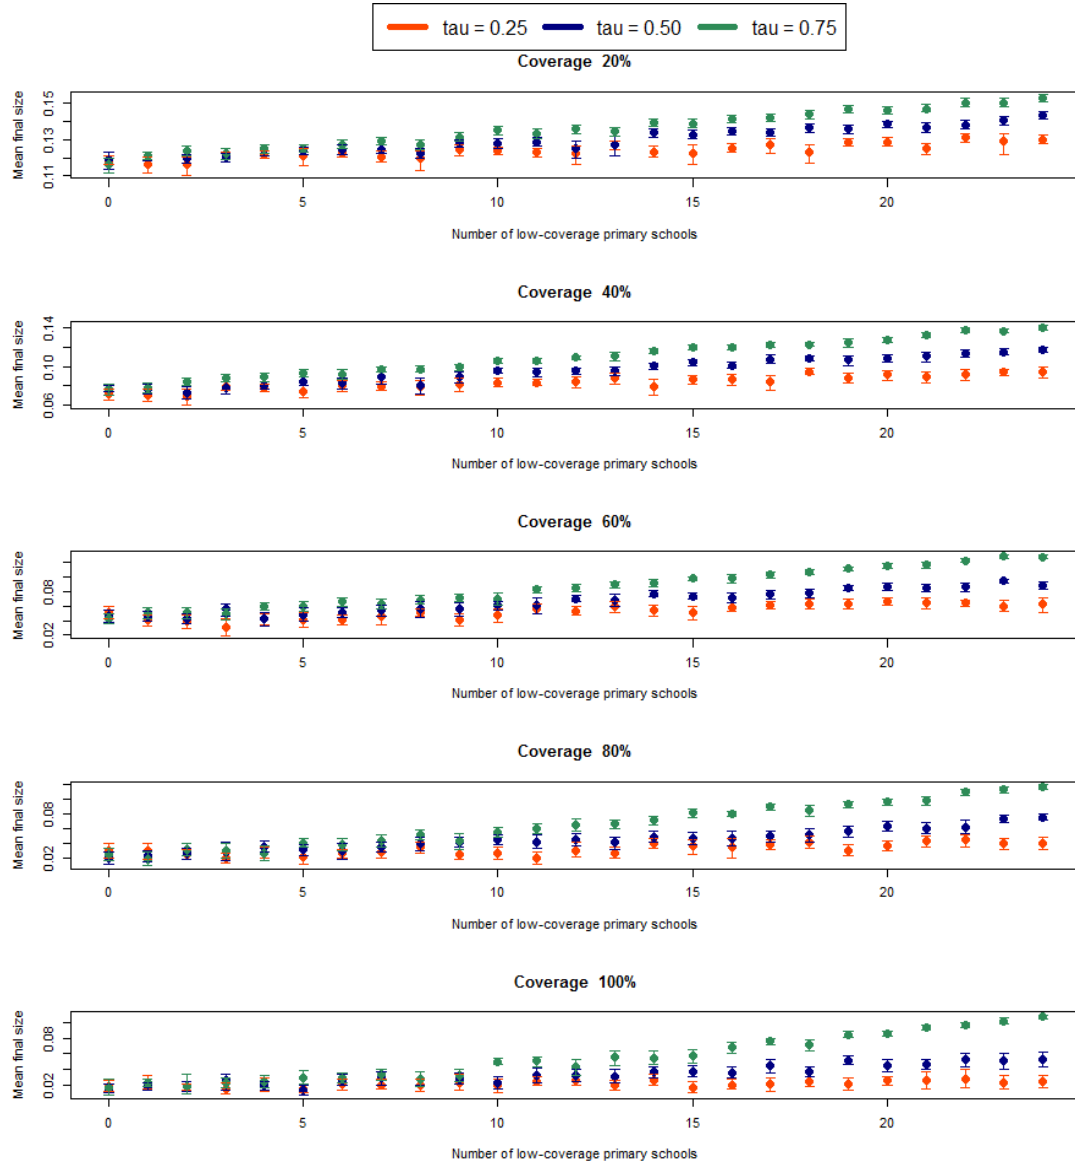 tau = 0.25 tau = 0.50 tau = 0.75
Coverage 20%
Mean final size
0.11 0.13 0.15
0 5 10 15 20
Number of low-coverage primary schools
Coverage 40%
Mean final size
0.06 0.10 0.14
0 5 10 15 20
Number of low-coverage primary schools
Coverage 60%
Mean final size
0.02 0.08
0 5 10 15 20
Number of low-coverage primary schools
Coverage 80%
Mean final size
0.02 0.08
0 5 10 15 20
Number of low-coverage primary schools
Coverage 100%
Mean final size
0.02 0.08
0 5 10 15 20
Number of low-coverage primary schools